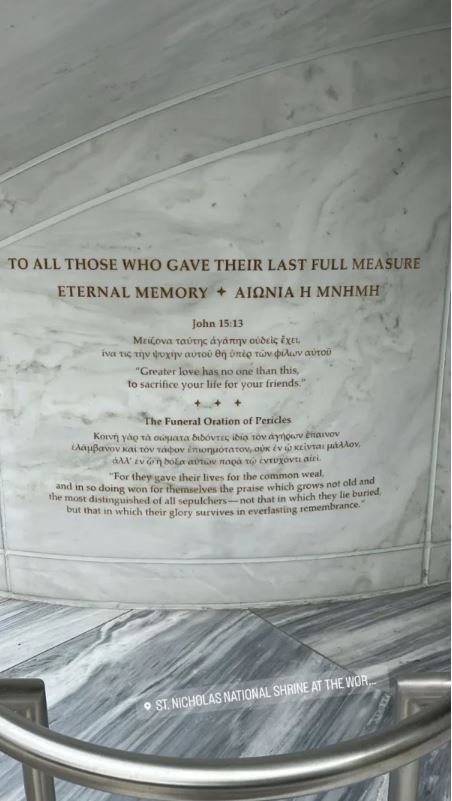 TO ALL THOSE WHO GAVE THEIR LAST FULL MEASURE
ETERNAL MEMORY ✦ ΑΙΩΝΙΑ Η ΜΝΗΜΗ
John 15:13
Μείζονα ταύτης ἀγάπην οὐδεὶς ἔχει,
ἵνα τις τὴν ψυχὴν αὐτοῦ θῇ ὑπὲρ τῶν φίλων αὐτοῦ
“Greater love has no one than this,
to sacrifice your life for your friends.”
✦ ✦ ✦
The Funeral Oration of Pericles
Κοινῇ γὰρ τὰ σώματα διδόντες ἰδίᾳ τὸν ἀγήρων ἔπαινον
ἐλάμβανον καὶ τὸν τάφον ἐπισημότατον, οὐκ ἐν ᾧ κεῖνται μᾶλλον,
ἀλλ’ ἐν ᾧ ἡ δόξα αὐτῶν παρὰ τῷ ἐντυχόντι αἰεὶ.
“For they gave their lives for the common weal,
and in so doing won for themselves the praise which grows not old and
the most distinguished of all sepulchers—not that in which they lie buried,
but that in which their glory survives in everlasting remembrance.”
ST. NICHOLAS NATIONAL SHRINE AT THE WOR...